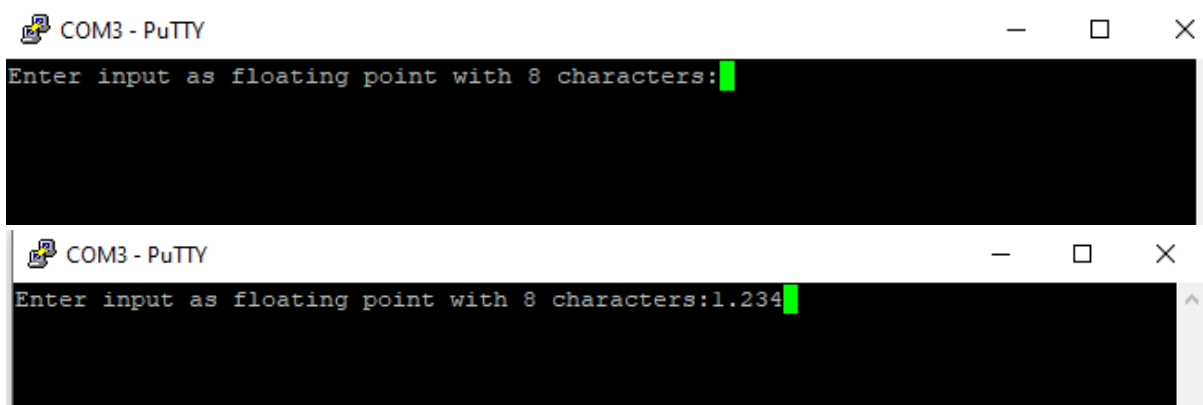 COM3 - PuTTY
Enter input as floating point with 8 characters:
COM3 - PuTTY
Enter input as floating point with 8 characters:1.234